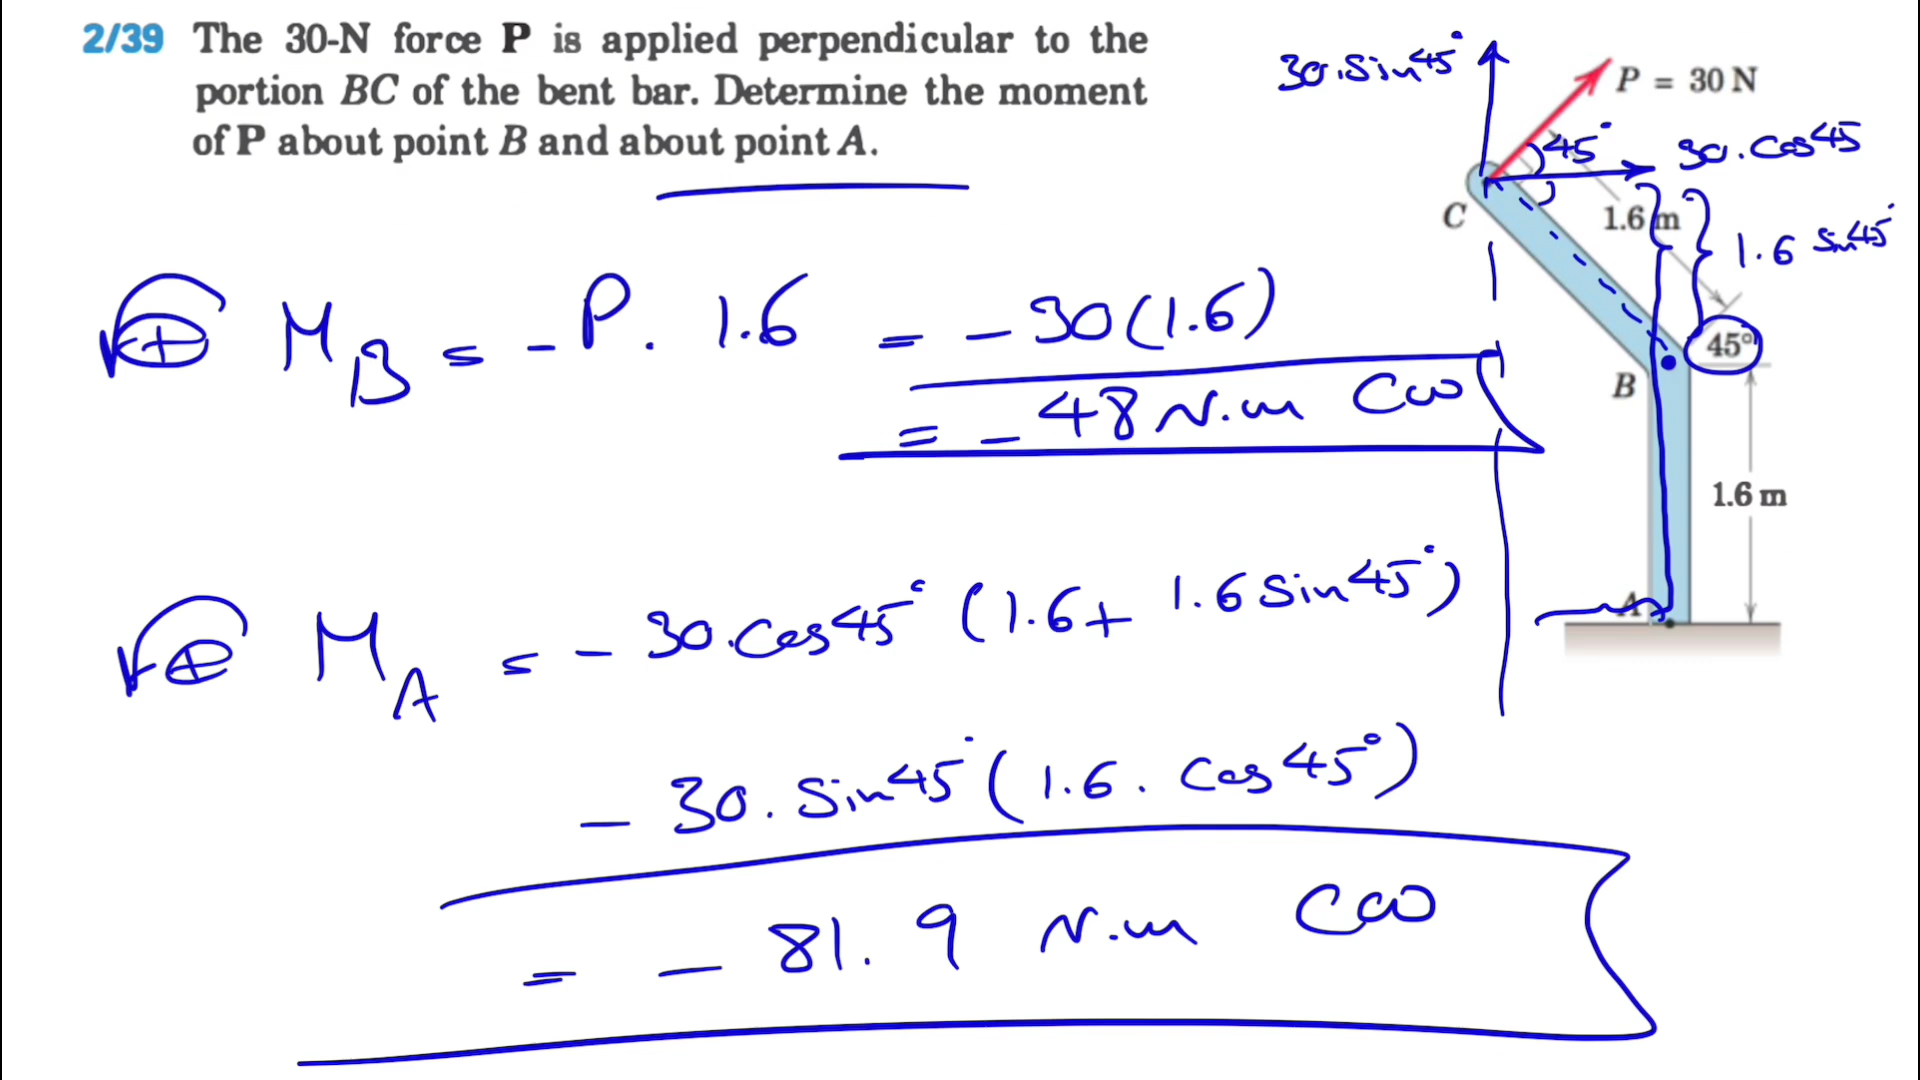 2/39 The 30-N force P is applied perpendicular to the
portion BC of the bent bar. Determine the moment
of P about point B and about point A.
30.sin45°
P = 30 N
45°
30.cos45
C
1.6 m
1.6 sin45°
45°
B
1.6 m
A
+ M_B = - P. 1.6 = - 30(1.6)
= - 48 N.m CW
+ M_A = - 30.cos45° (1.6 + 1.6 sin45°)
- 30. sin45° (1.6. cos45°)
= - 81.9 N.m CW